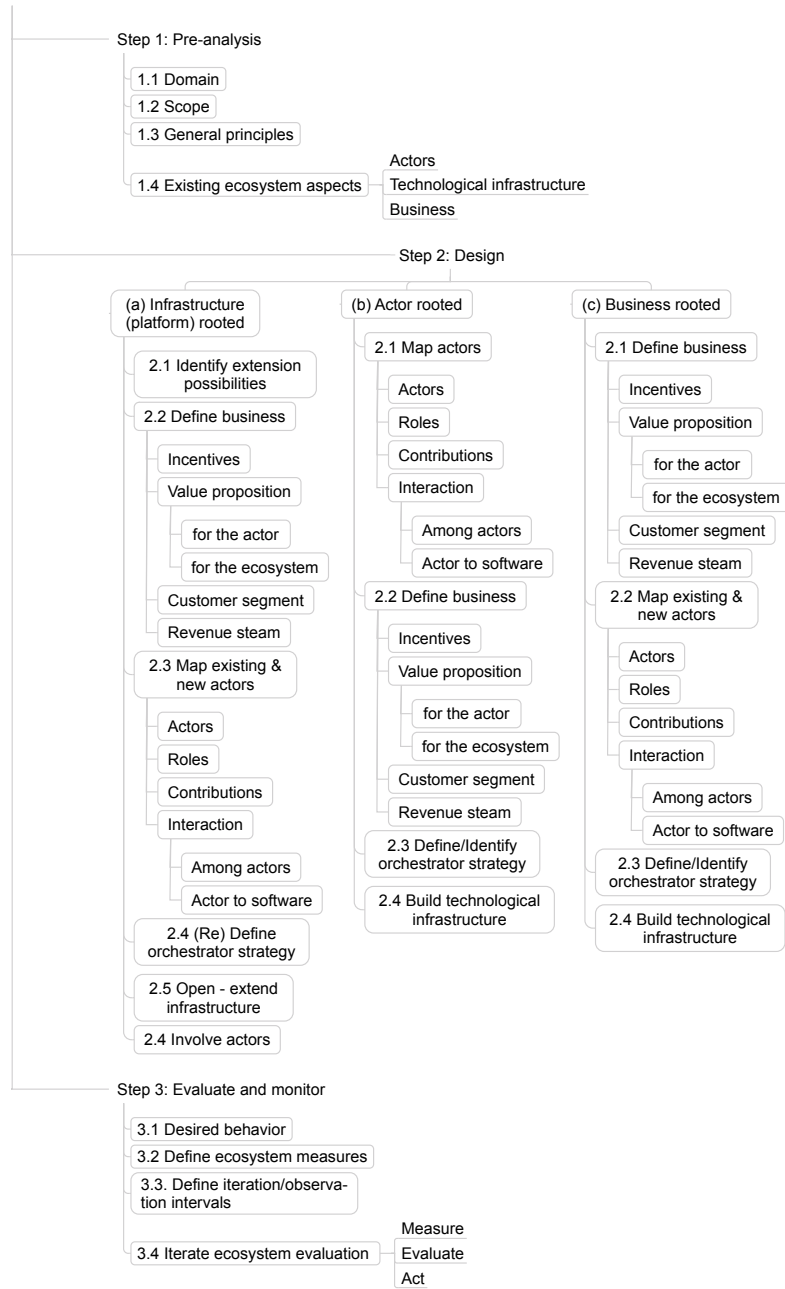 Step 1: Pre-analysis
1.1 Domain
1.2 Scope
1.3 General principles
1.4 Existing ecosystem aspects
Actors
Technological infrastructure
Business
Step 2: Design
(a) Infrastructure
(platform) rooted
2.1 Identify extension
possibilities
2.2 Define business
Incentives
Value proposition
for the actor
for the ecosystem
Customer segment
Revenue steam
2.3 Map existing &
new actors
Actors
Roles
Contributions
Interaction
Among actors
Actor to software
2.4 (Re) Define
orchestrator strategy
2.5 Open - extend
infrastructure
2.4 Involve actors
(b) Actor rooted
2.1 Map actors
Actors
Roles
Contributions
Interaction
Among actors
Actor to software
2.2 Define business
Incentives
Value proposition
for the actor
for the ecosystem
Customer segment
Revenue steam
2.3 Define/Identify
orchestrator strategy
2.4 Build technological
infrastructure
(c) Business rooted
2.1 Define business
Incentives
Value proposition
for the actor
for the ecosystem
Customer segment
Revenue steam
2.2 Map existing &
new actors
Actors
Roles
Contributions
Interaction
Among actors
Actor to software
2.3 Define/Identify
orchestrator strategy
2.4 Build technological
infrastructure
Step 3: Evaluate and monitor
3.1 Desired behavior
3.2 Define ecosystem measures
3.3. Define iteration/observa-
tion intervals
3.4 Iterate ecosystem evaluation
Measure
Evaluate
Act